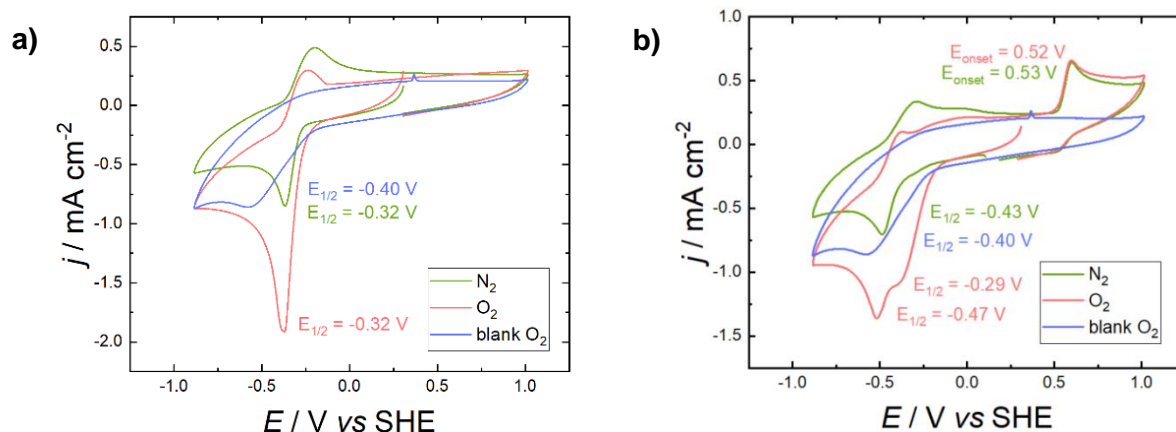 a)
0.5
0.0
-0.5
-1.0
-1.5
-2.0
j / mA cm⁻²
E₁/₂ = -0.40 V
E₁/₂ = -0.32 V
E₁/₂ = -0.32 V
N₂
O₂
blank O₂
-1.0 -0.5 0.0 0.5 1.0
E / V vs SHE
b)
1.5
1.0
0.5
0.0
-0.5
-1.0
-1.5
j / mA cm⁻²
Eonset = 0.52 V
Eonset = 0.53 V
E₁/₂ = -0.43 V
E₁/₂ = -0.40 V
E₁/₂ = -0.29 V
E₁/₂ = -0.47 V
N₂
O₂
blank O₂
-1.0 -0.5 0.0 0.5 1.0
E / V vs SHE